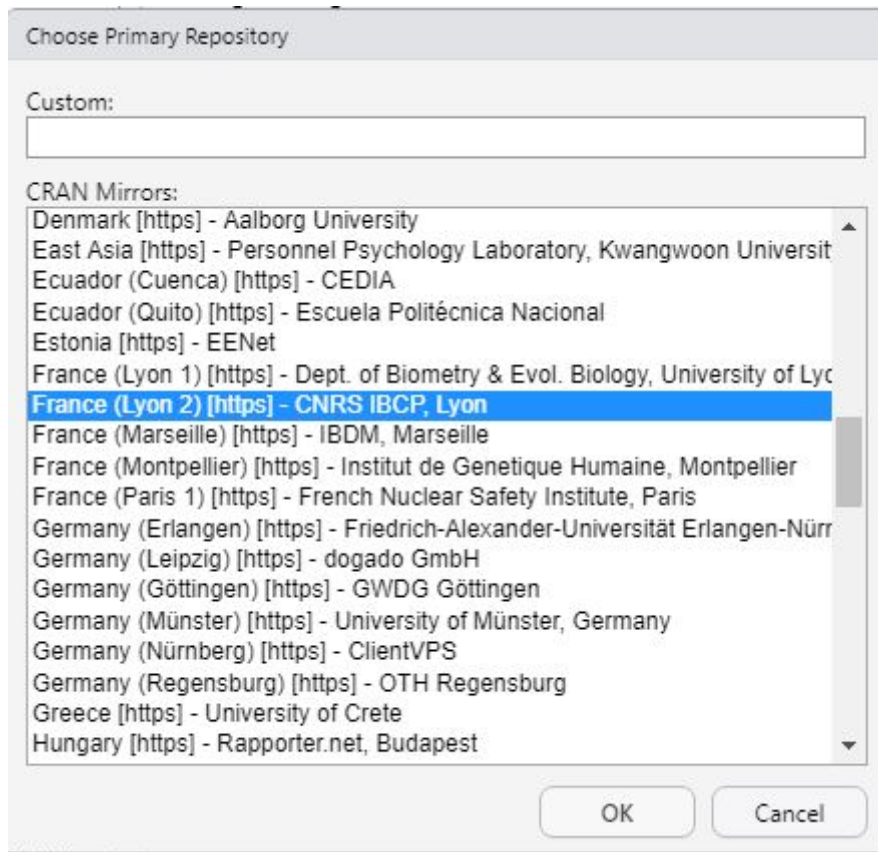 Choose Primary Repository
Custom:
CRAN Mirrors:
Denmark [https] - Aalborg University
East Asia [https] - Personnel Psychology Laboratory, Kwangwoon Universit
Ecuador (Cuenca) [https] - CEDIA
Ecuador (Quito) [https] - Escuela Politécnica Nacional
Estonia [https] - EENet
France (Lyon 1) [https] - Dept. of Biometry & Evol. Biology, University of Lyc
France (Lyon 2) [https] - CNRS IBCP, Lyon
France (Marseille) [https] - IBDM, Marseille
France (Montpellier) [https] - Institut de Genetique Humaine, Montpellier
France (Paris 1) [https] - French Nuclear Safety Institute, Paris
Germany (Erlangen) [https] - Friedrich-Alexander-Universität Erlangen-Nürr
Germany (Leipzig) [https] - dogado GmbH
Germany (Göttingen) [https] - GWDG Göttingen
Germany (Münster) [https] - University of Münster, Germany
Germany (Nürnberg) [https] - ClientVPS
Germany (Regensburg) [https] - OTH Regensburg
Greece [https] - University of Crete
Hungary [https] - Rapporter.net, Budapest
OK Cancel